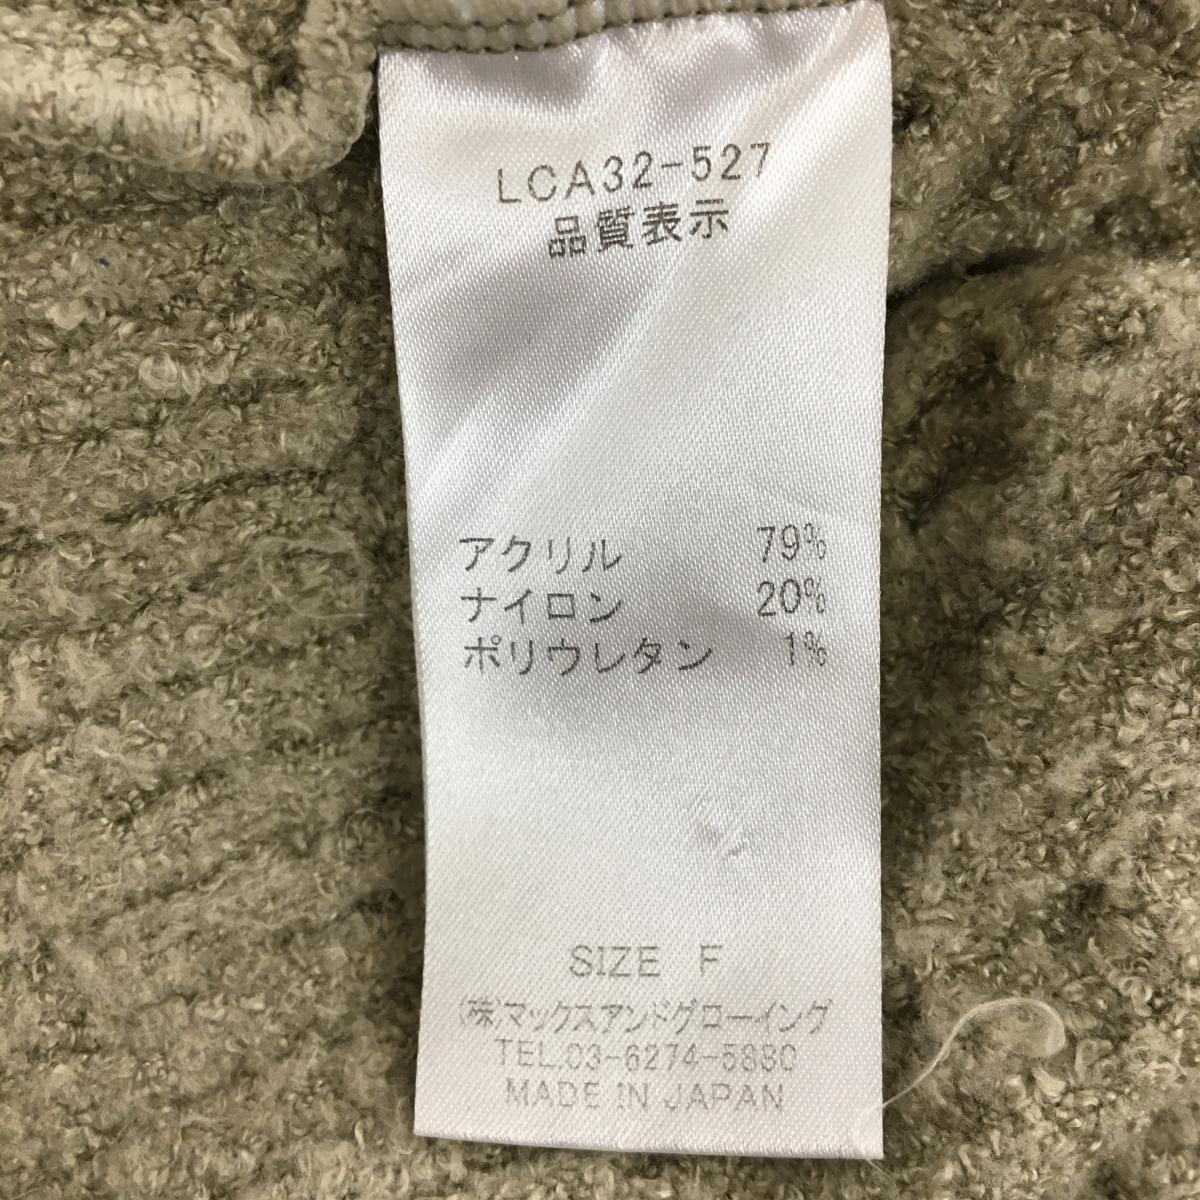 LCA32-527
品質表示
アクリル 79%
ナイロン 20%
ポリウレタン 1%
SIZE F
(株)マックスアンドグローイング
TEL.03-6274-5880
MADE IN JAPAN